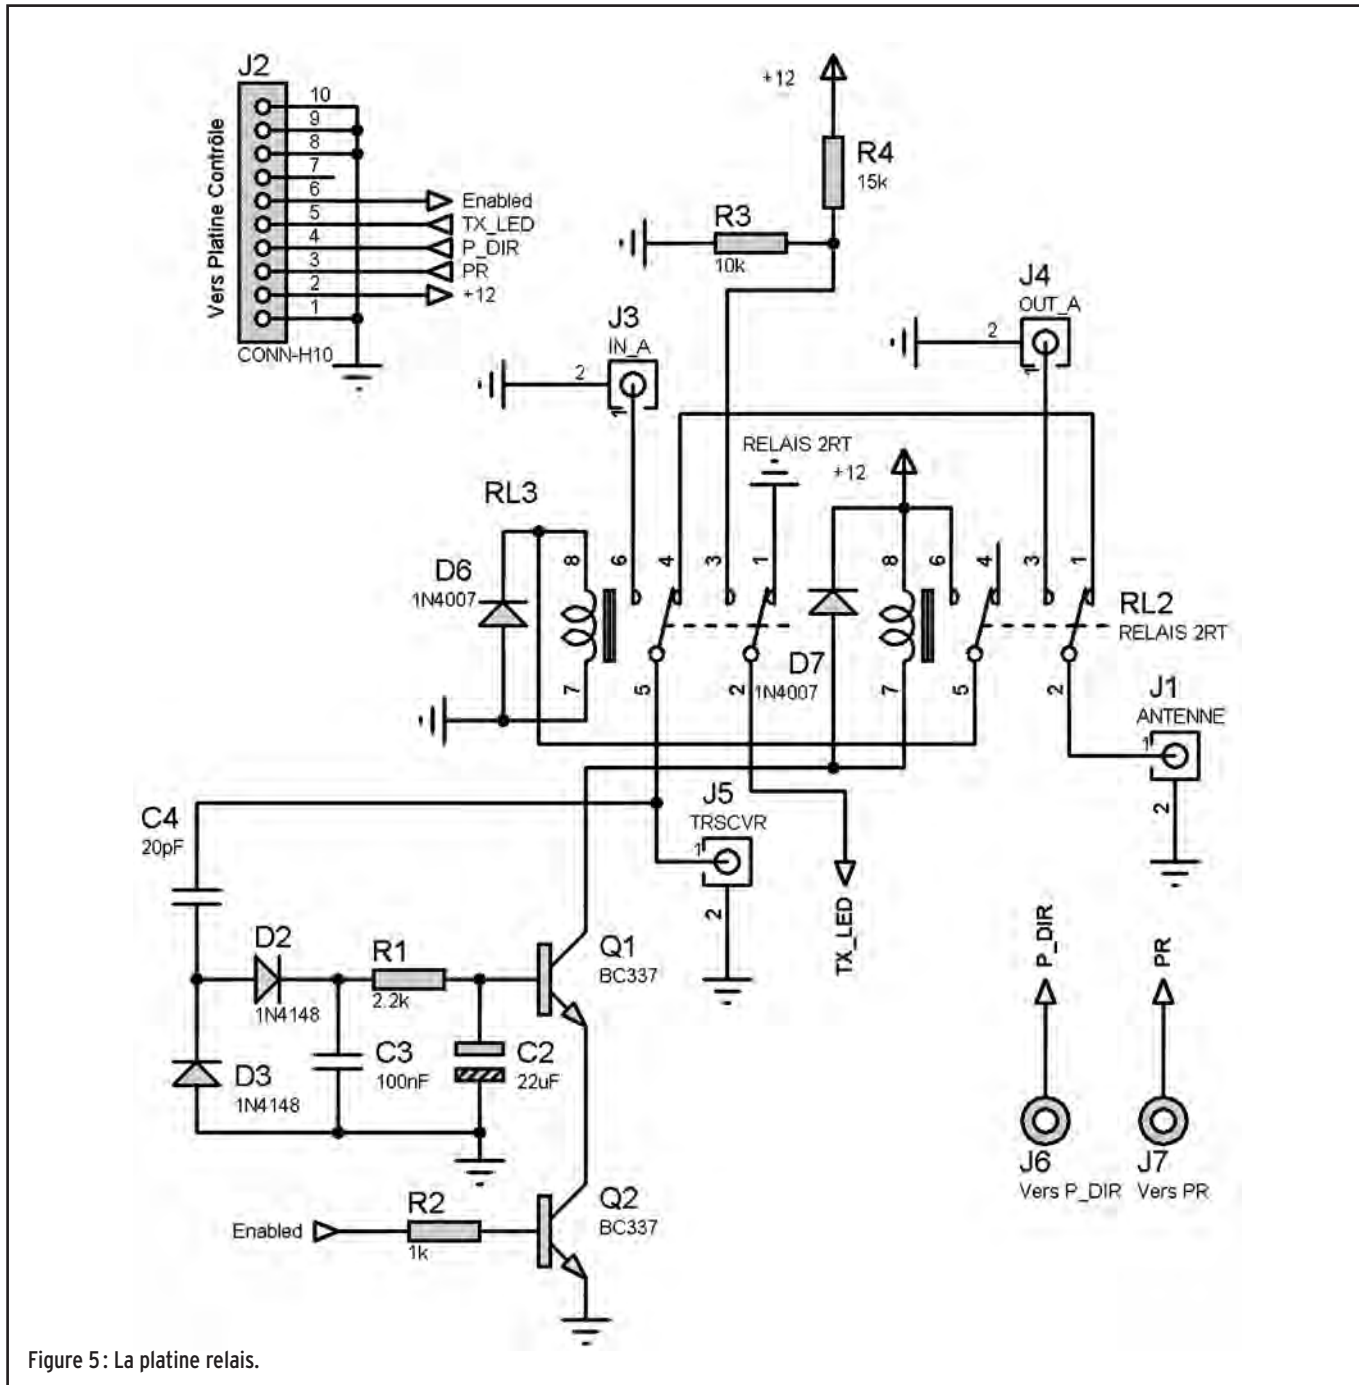 J2
Vers Platine Contrôle
10
9
8
7
6
5
4
3
2
1
Enabled
TX_LED
P_DIR
PR
+12
CONN-H10
+12
R4
15k
R3
10k
J3
IN_A
2
1
J4
OUT_A
2
1
RELAIS 2RT
+12
RL3
D6
1N4007
8
7
6
4
5
3
1
2
D7
1N4007
8
7
6
4
5
3
1
2
RL2
RELAIS 2RT
J1
ANTENNE
1
2
J5
TRSCVR
1
2
TX_LED
C4
20pF
D2
1N4148
R1
2.2k
Q1
BC337
D3
1N4148
C3
100nF
C2
22uF
P_DIR
PR
J6
Vers P_DIR
J7
Vers PR
Enabled
R2
1k
Q2
BC337
Figure 5 : La platine relais.